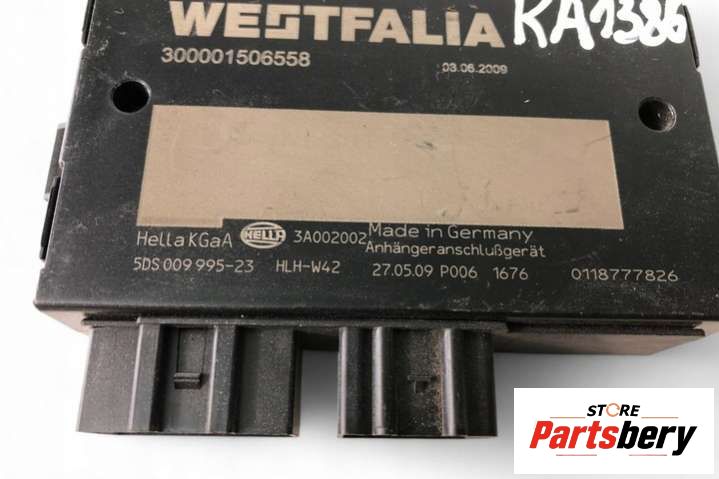 WESTFALIA KA1386
300001506558 03.06.2009
Hella KGaA HELLA 3A002002 Made in Germany
Anhängeranschlußgerät
5DS 009 995-23 HLH-W42 27.05.09 P006 1676 0118777826
STORE
Partsbery